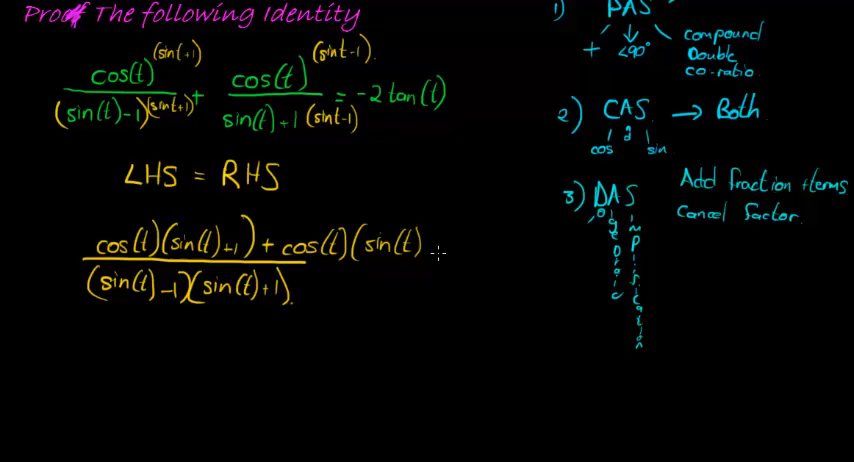 Proof The following Identity
cos(t) (sin(t)+1) / (sin(t)-1)(sint+1) + cos(t) (sint-1) / sin(t)+1 (sint-1) = -2 tan(t)
LHS = RHS
cos(t)(sin(t)+1) + cos(t)(sin(t)
(sin(t)-1)(sin(t)+1)
1) PAS
+ <90° compound
Double
co-ratio
2) CAS → Both
cos & sin
3) DAS Add fraction + terms
Cancel factor